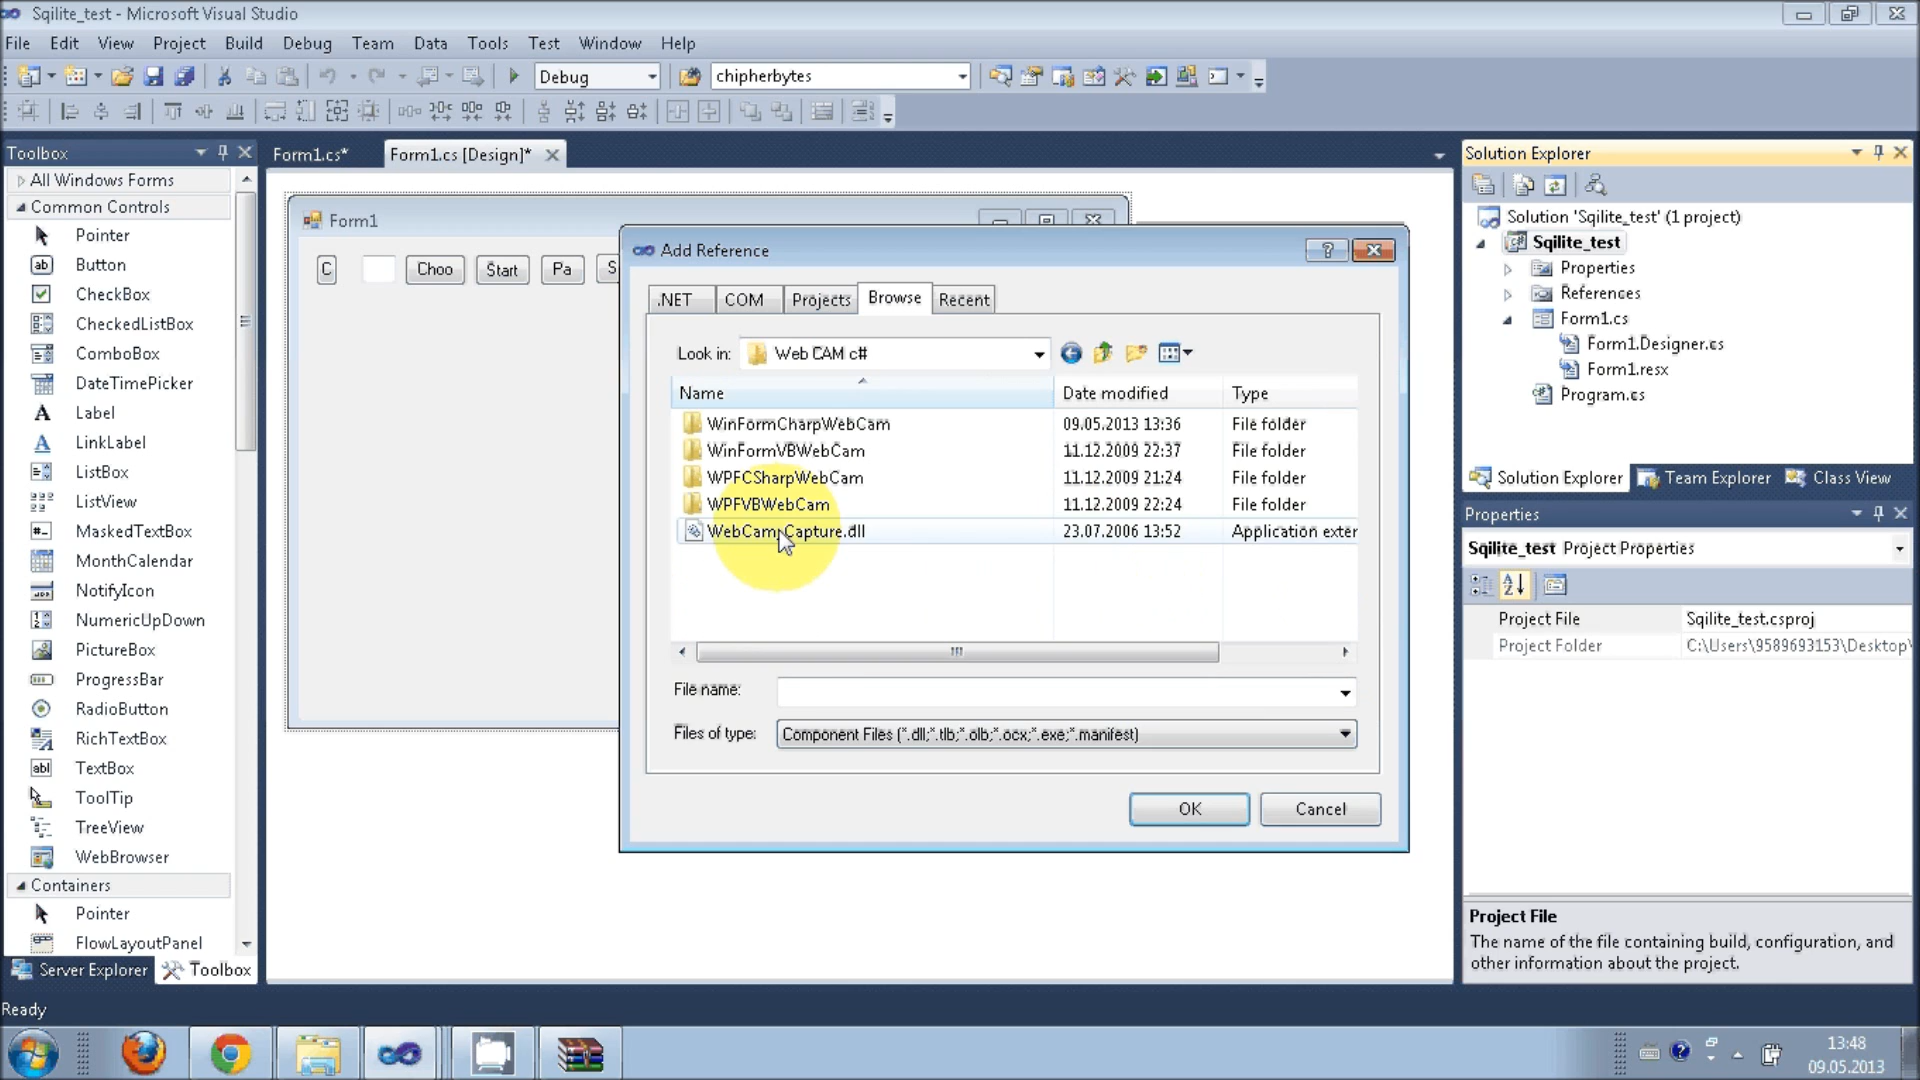 Sqilite_test - Microsoft Visual Studio
File Edit View Project Build Debug Team Data Tools Test Window Help
Debug chipherbytes
Toolbox
All Windows Forms
Common Controls
Pointer
Button
CheckBox
CheckedListBox
ComboBox
DateTimePicker
Label
LinkLabel
ListBox
ListView
MaskedTextBox
MonthCalendar
NotifyIcon
NumericUpDown
PictureBox
ProgressBar
RadioButton
RichTextBox
TextBox
ToolTip
TreeView
WebBrowser
Containers
Pointer
FlowLayoutPanel
Server Explorer Toolbox
Form1.cs* Form1.cs [Design]*
Form1
C Choo Start Pa S
Add Reference
.NET COM Projects Browse Recent
Look in: Web CAM c#
Name Date modified Type
WinFormCharpWebCam 09.05.2013 13:36 File folder
WinFormVBWebCam 11.12.2009 22:37 File folder
WPFCSharpWebCam 11.12.2009 21:24 File folder
WPFVBWebCam 11.12.2009 22:24 File folder
WebCam_Capture.dll 23.07.2006 13:52 Application exter
File name:
Files of type: Component Files (*.dll;*.tlb;*.olb;*.ocx;*.exe;*.manifest)
OK Cancel
Solution Explorer
Solution 'Sqilite_test' (1 project)
Sqilite_test
Properties
References
Form1.cs
Form1.Designer.cs
Form1.resx
Program.cs
Solution Explorer Team Explorer Class View
Properties
Sqilite_test Project Properties
Project File Sqilite_test.csproj
Project Folder C:\Users\9589693153\Desktop\
Project File
The name of the file containing build, configuration, and
other information about the project.
Ready
13:48
09.05.2013